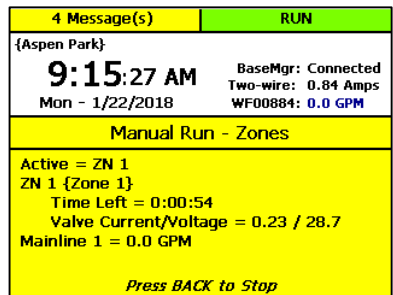 4 Message(s) RUN
{Aspen Park}
9:15:27 AM
Mon - 1/22/2018
BaseMgr: Connected
Two-wire: 0.84 Amps
WF00884: 0.0 GPM
Manual Run - Zones
Active = ZN 1
ZN 1 {Zone 1}
Time Left = 0:00:54
Valve Current/Voltage = 0.23 / 28.7
Mainline 1 = 0.0 GPM
Press BACK to Stop